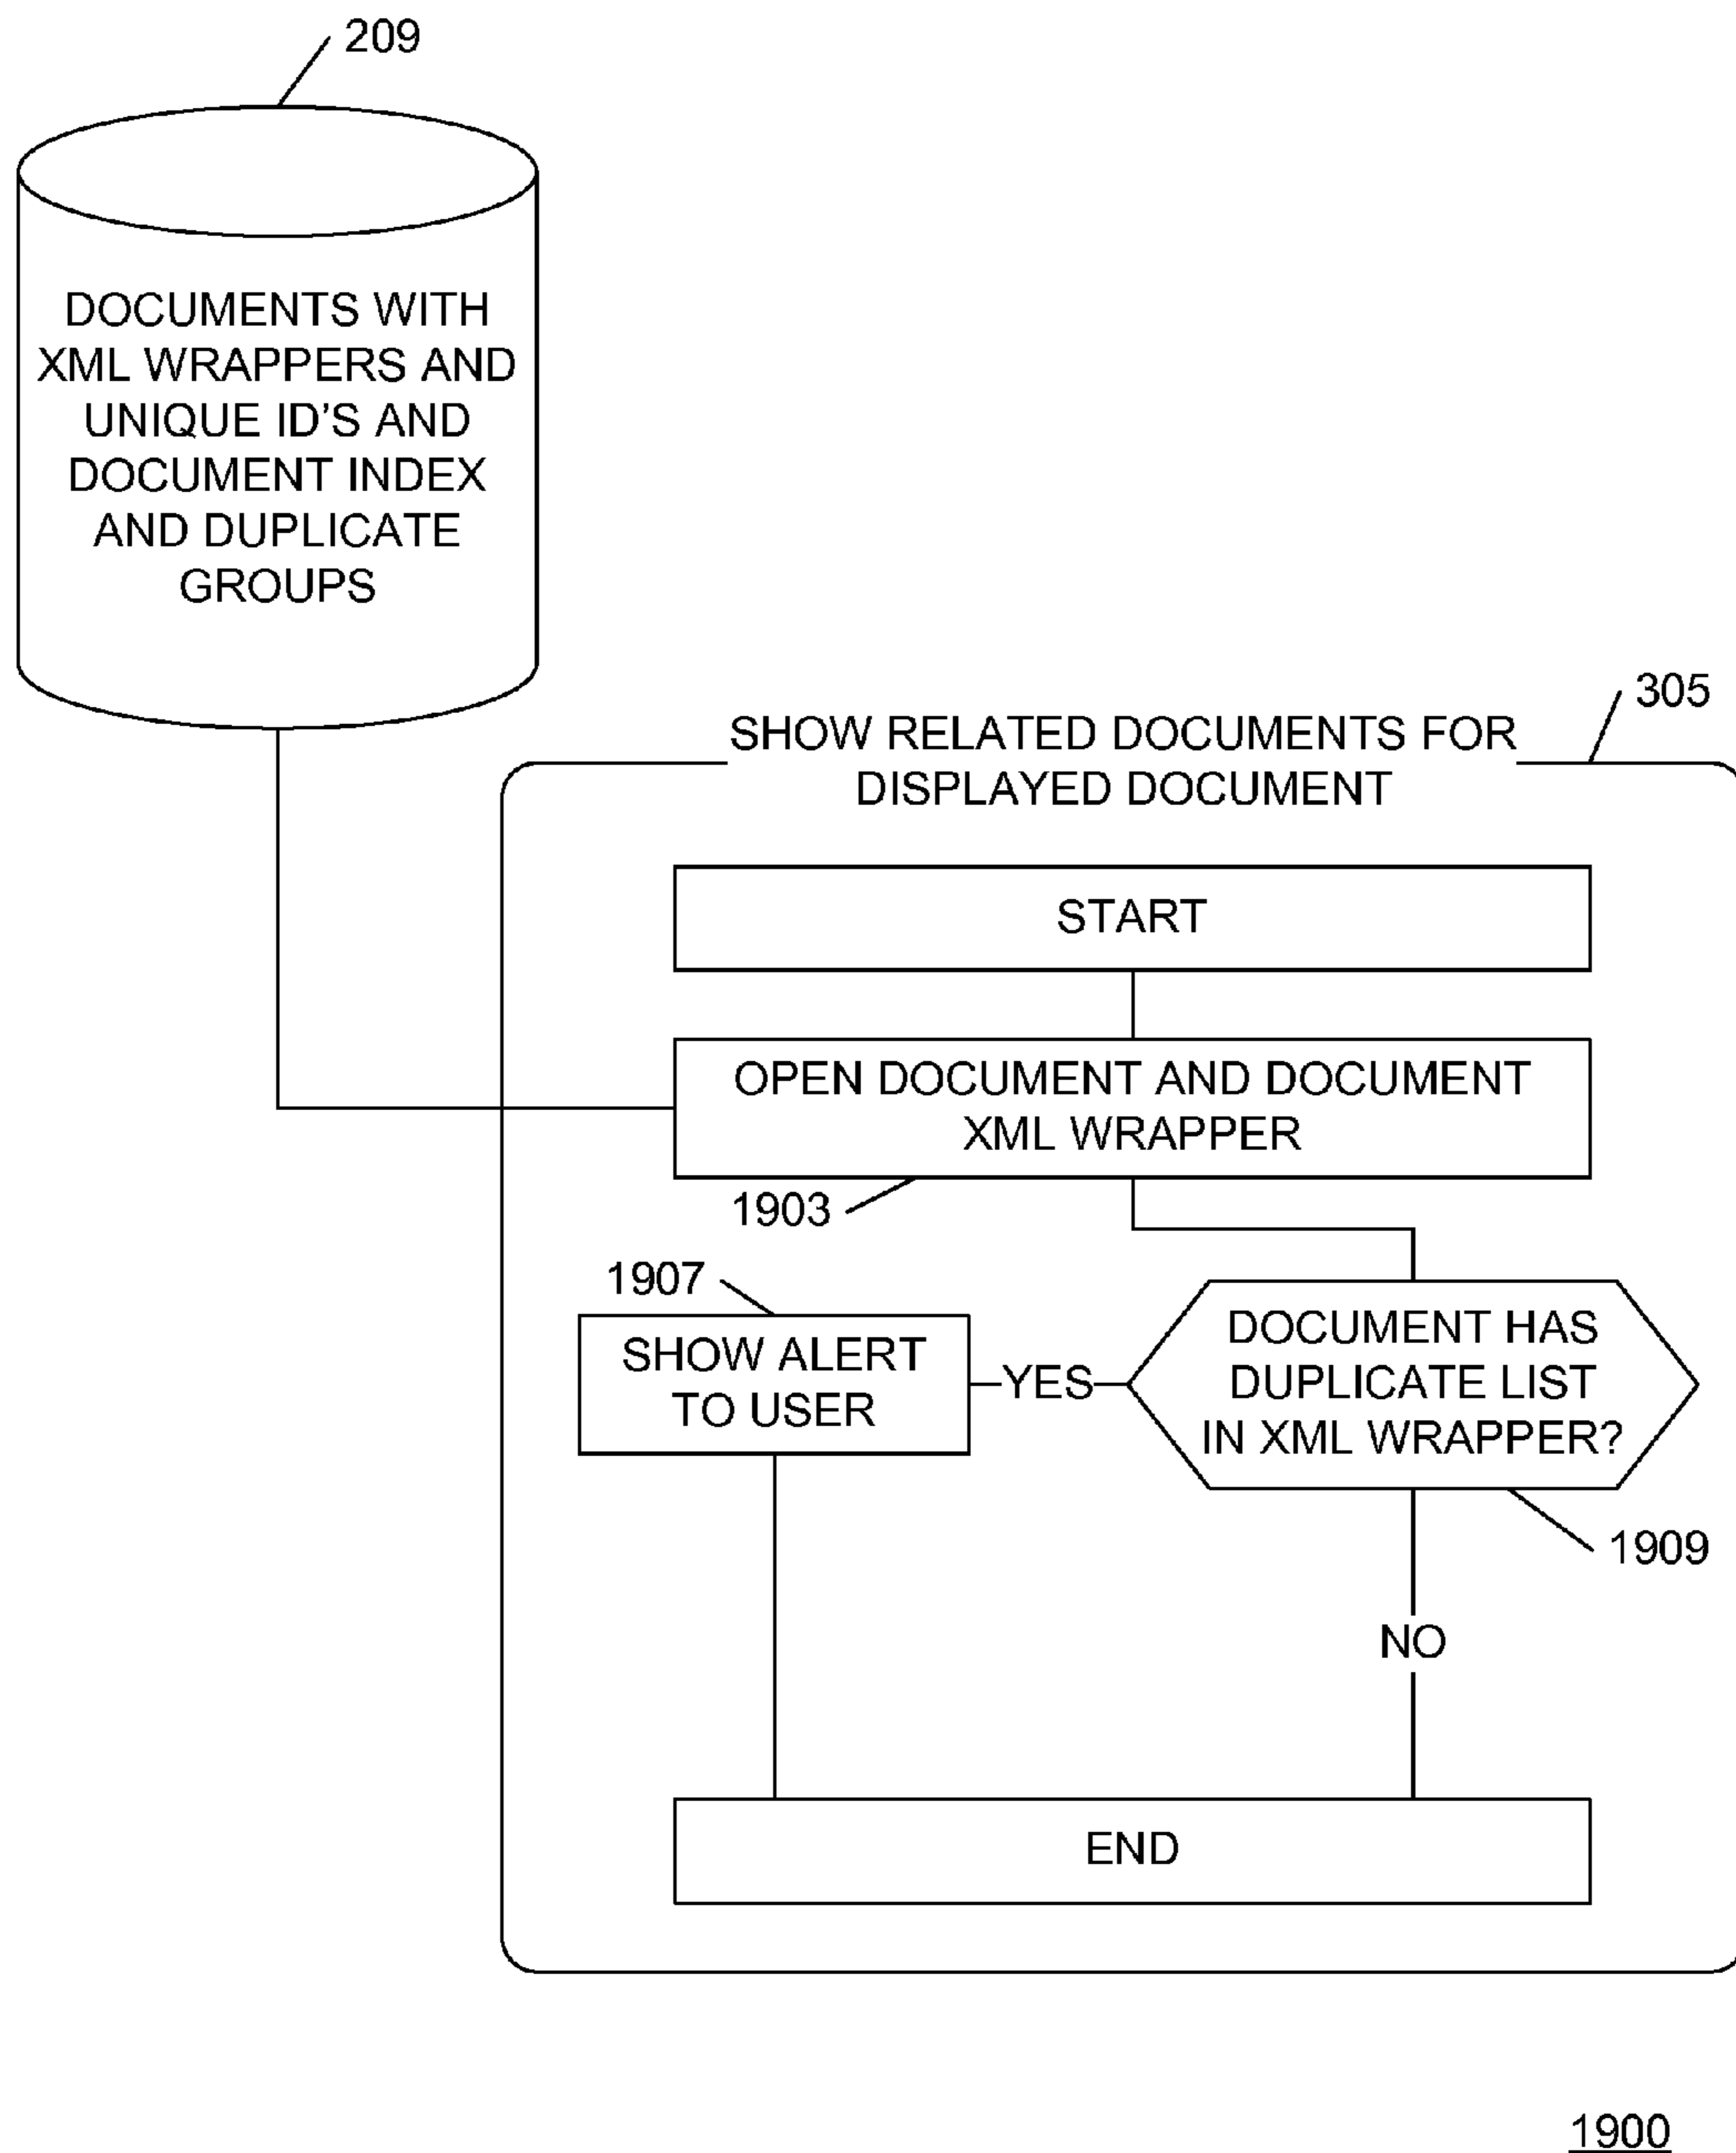 209
DOCUMENTS WITH
XML WRAPPERS AND
UNIQUE ID'S AND
DOCUMENT INDEX
AND DUPLICATE
GROUPS
305
SHOW RELATED DOCUMENTS FOR
DISPLAYED DOCUMENT
START
OPEN DOCUMENT AND DOCUMENT
XML WRAPPER
1903
1907
SHOW ALERT
TO USER
YES
DOCUMENT HAS
DUPLICATE LIST
IN XML WRAPPER?
1909
NO
END
1900